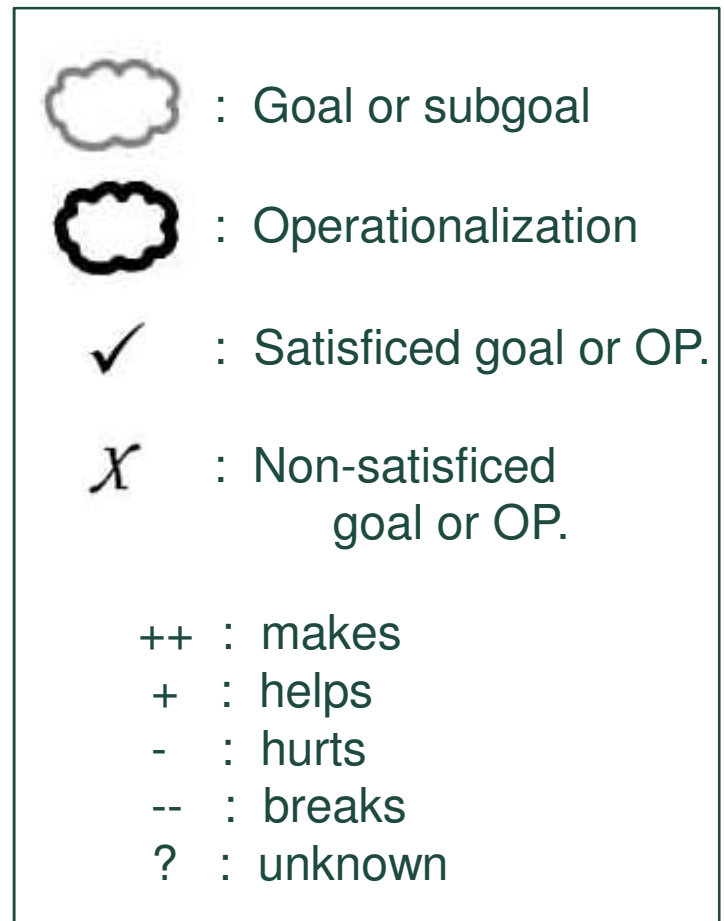 : Goal or subgoal
: Operationalization
✓ : Satisficed goal or OP.
X : Non-satisficed
goal or OP.
++ : makes
+ : helps
- : hurts
-- : breaks
? : unknown